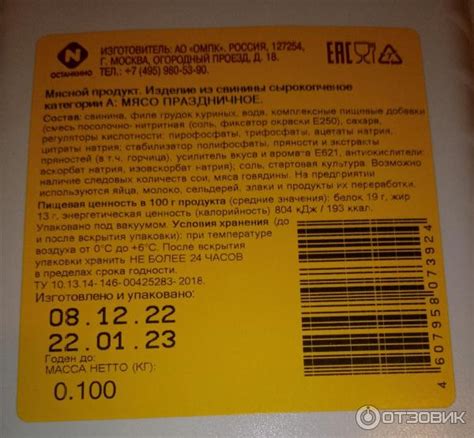 ОСТАНКИНО
ИЗГОТОВИТЕЛЬ: АО «ОМПК», РОССИЯ, 127254,
Г. МОСКВА, ОГОРОДНЫЙ ПРОЕЗД, Д. 18.
ТЕЛ.: +7 (495) 980-53-90.
EAC
Мясной продукт. Изделие из свинины сырокопченое
категории А: МЯСО ПРАЗДНИЧНОЕ.
Состав: свинина, филе грудок куриных, вода, комплексные пищевые добавки
(смесь посолочно- нитритная (соль, фиксатор окраски Е250), сахара,
регуляторы кислотности: пирофосфаты, трифосфаты, ацетаты натрия,
цитраты натрия; стабилизатор полифосфаты, пряности и экстракты
пряностей (в т.ч. горчица), усилитель вкуса и аромата Е621, антиокислители:
аскорбат натрия, изоаскорбат натрия); соль, стартовая культура. Возможно
наличие следовых количеств сои, мяса говядины. На предприятии
используются яйца, молоко, сельдерей, злаки и продукты их переработки.
Пищевая ценность в 100 г продукта (средние значения): белок 19 г, жир
13 г, энергетическая ценность (калорийность) 804 кДж / 193 ккал.
Упаковано под вакуумом. Условия хранения (до
и после вскрытия упаковки): при температуре
воздуха от 0°С до +6°С. После вскрытия
упаковки хранить НЕ БОЛЕЕ 24 ЧАСОВ
в пределах срока годности.
ТУ 10.13.14- 146- 00425283- 2018.
Изготовлено и упаковано:
08.12.22
22.01.23
Годен до:
МАССА НЕТТО (КГ):
0.100
4 607958 073924
ОТЗОВИК